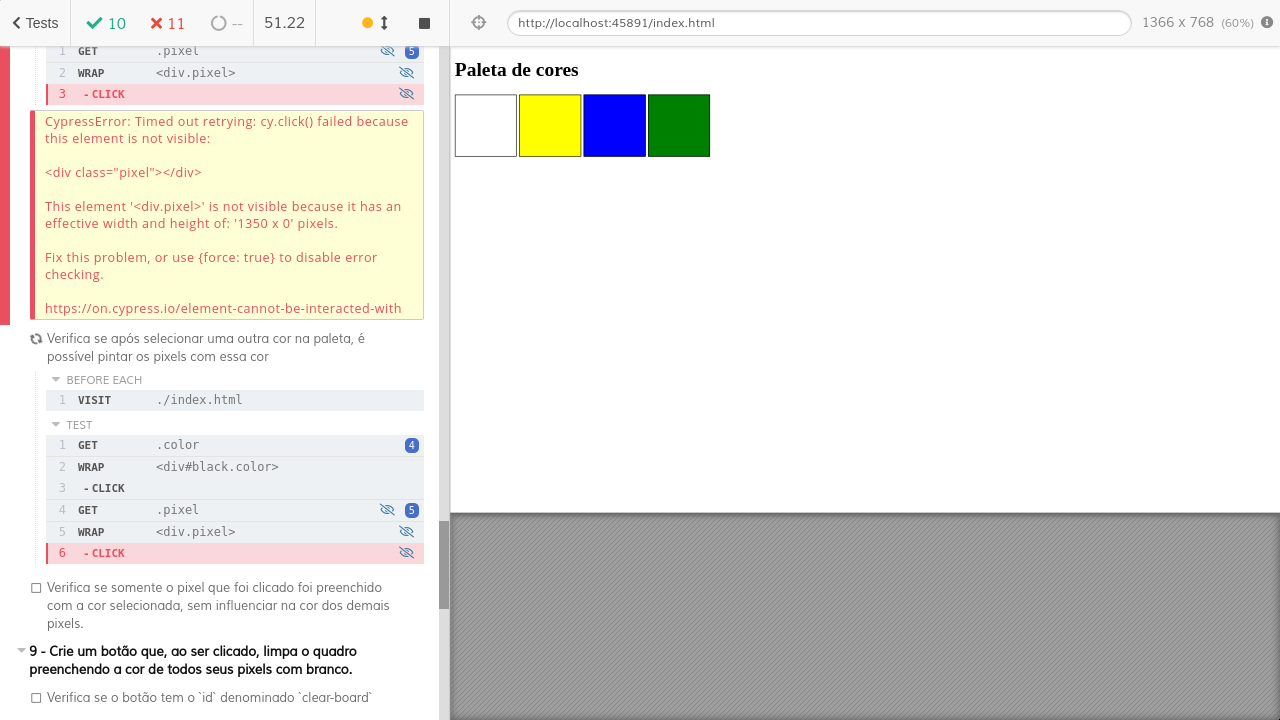 Tests
10
11
--
51.22
http://localhost:45891/index.html
1366 x 768 (60%)
1 GET .pixel 5
2 WRAP <div.pixel>
3 - CLICK
CypressError: Timed out retrying: cy.click() failed because
this element is not visible:
<div class="pixel"></div>
This element '<div.pixel>' is not visible because it has an
effective width and height of: '1350 x 0' pixels.
Fix this problem, or use {force: true} to disable error
checking.
https://on.cypress.io/element-cannot-be-interacted-with
Verifica se após selecionar uma outra cor na paleta, é
possível pintar os pixels com essa cor
BEFORE EACH
1 VISIT ./index.html
TEST
1 GET .color 4
2 WRAP <div#black.color>
3 - CLICK
4 GET .pixel 5
5 WRAP <div.pixel>
6 - CLICK
Verifica se somente o pixel que foi clicado foi preenchido
com a cor selecionada, sem influenciar na cor dos demais
pixels.
9 - Crie um botão que, ao ser clicado, limpa o quadro
preenchendo a cor de todos seus pixels com branco.
Verifica se o botão tem o `id` denominado `clear-board`
Paleta de cores